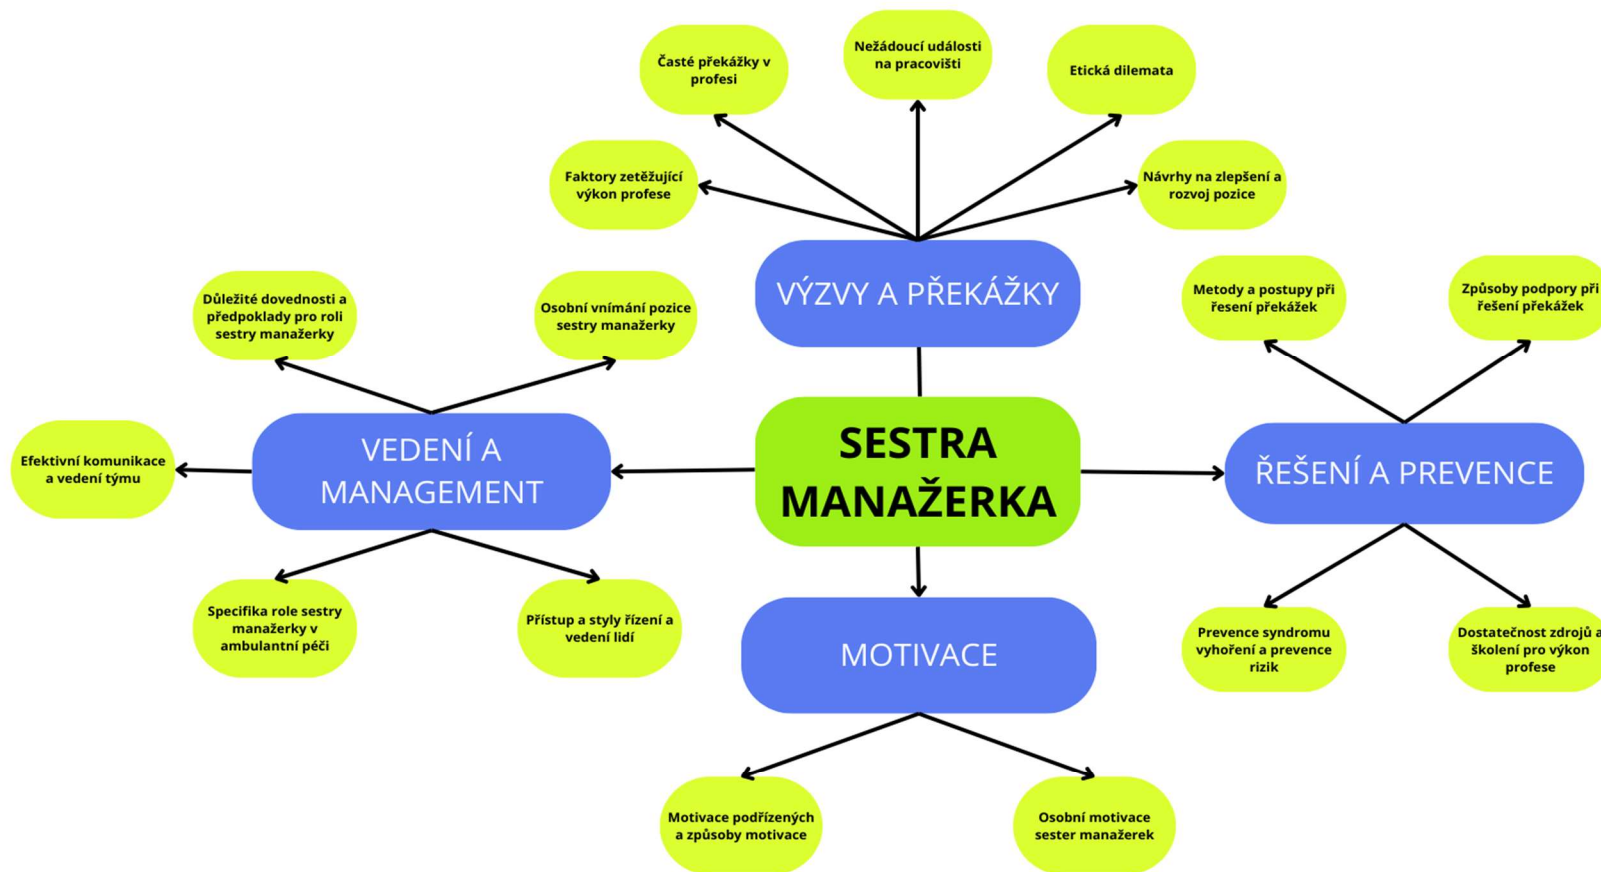 Časté překážky v
profesi
Nežádoucí události
na pracovišti
Etická dilemata
Faktory zetěžující
výkon profese
Návrhy na zlepšení a
rozvoj pozice
VÝZVY A PŘEKÁŽKY
Důležité dovednosti a
předpoklady pro roli
sestry manažerky
Osobní vnímání pozice
sestry manažerky
Metody a postupy při
řesení překážek
Způsoby podpory při
řešení překážek
Efektivní komunikace
a vedení týmu
VEDENÍ A
MANAGEMENT
SESTRA
MANAŽERKA
ŘEŠENÍ A PREVENCE
Specifika role sestry
manažerky v
ambulantní péči
Přístup a styly řízení a
vedení lidí
MOTIVACE
Prevence syndromu
vyhoření a prevence
rizik
Dostatečnost zdrojů a
školení pro výkon
profese
Motivace podřízených
a způsoby motivace
Osobní motivace
sester manažerek